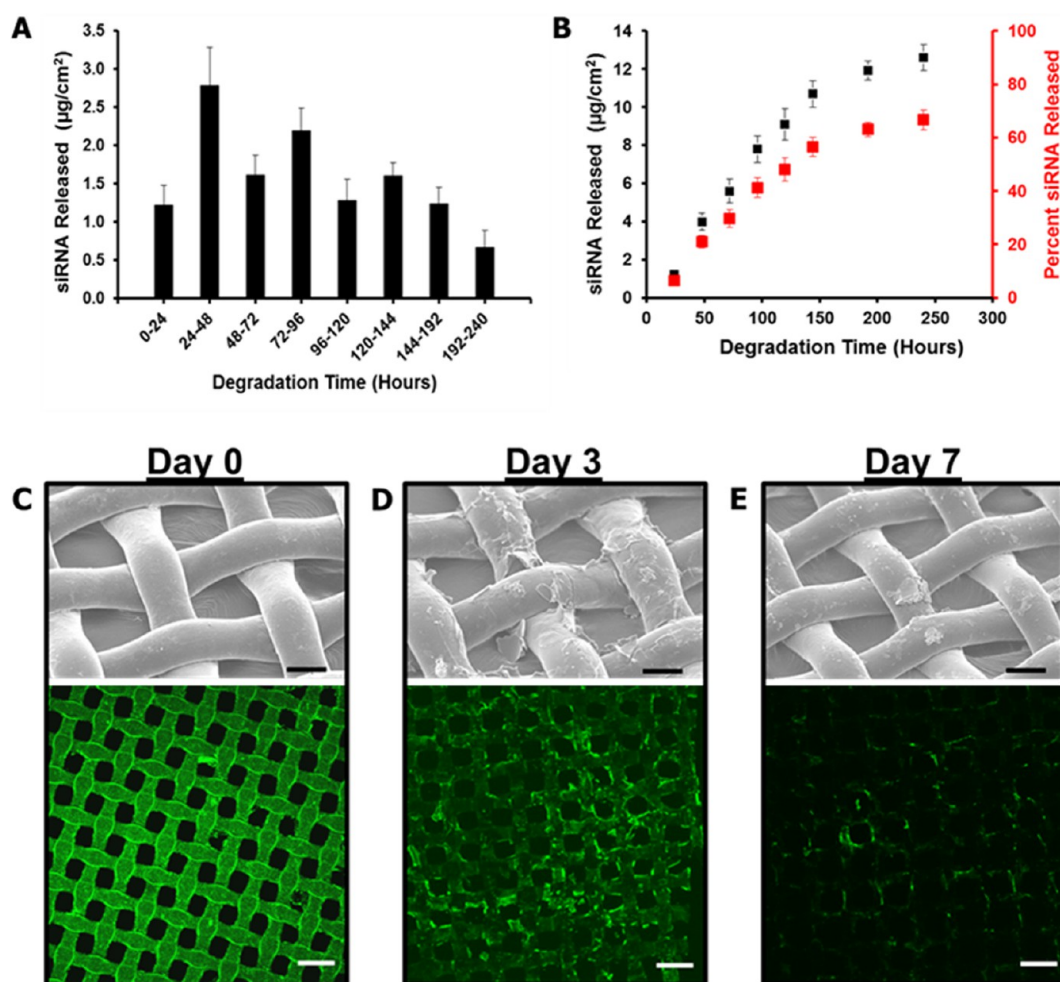 A
siRNA Released (µg/cm²)
3.5
3.0
2.5
2.0
1.5
1.0
0.5
0.0
0-24
24-48
48-72
72-96
96-120
120-144
144-192
192-240
Degradation Time (Hours)
B
siRNA Released (µg/cm²)
14
12
10
8
6
4
2
0
0
50
100
150
200
250
300
Degradation Time (Hours)
100
80
60
40
20
0
Percent siRNA Released
Day 0
Day 3
Day 7
C
D
E